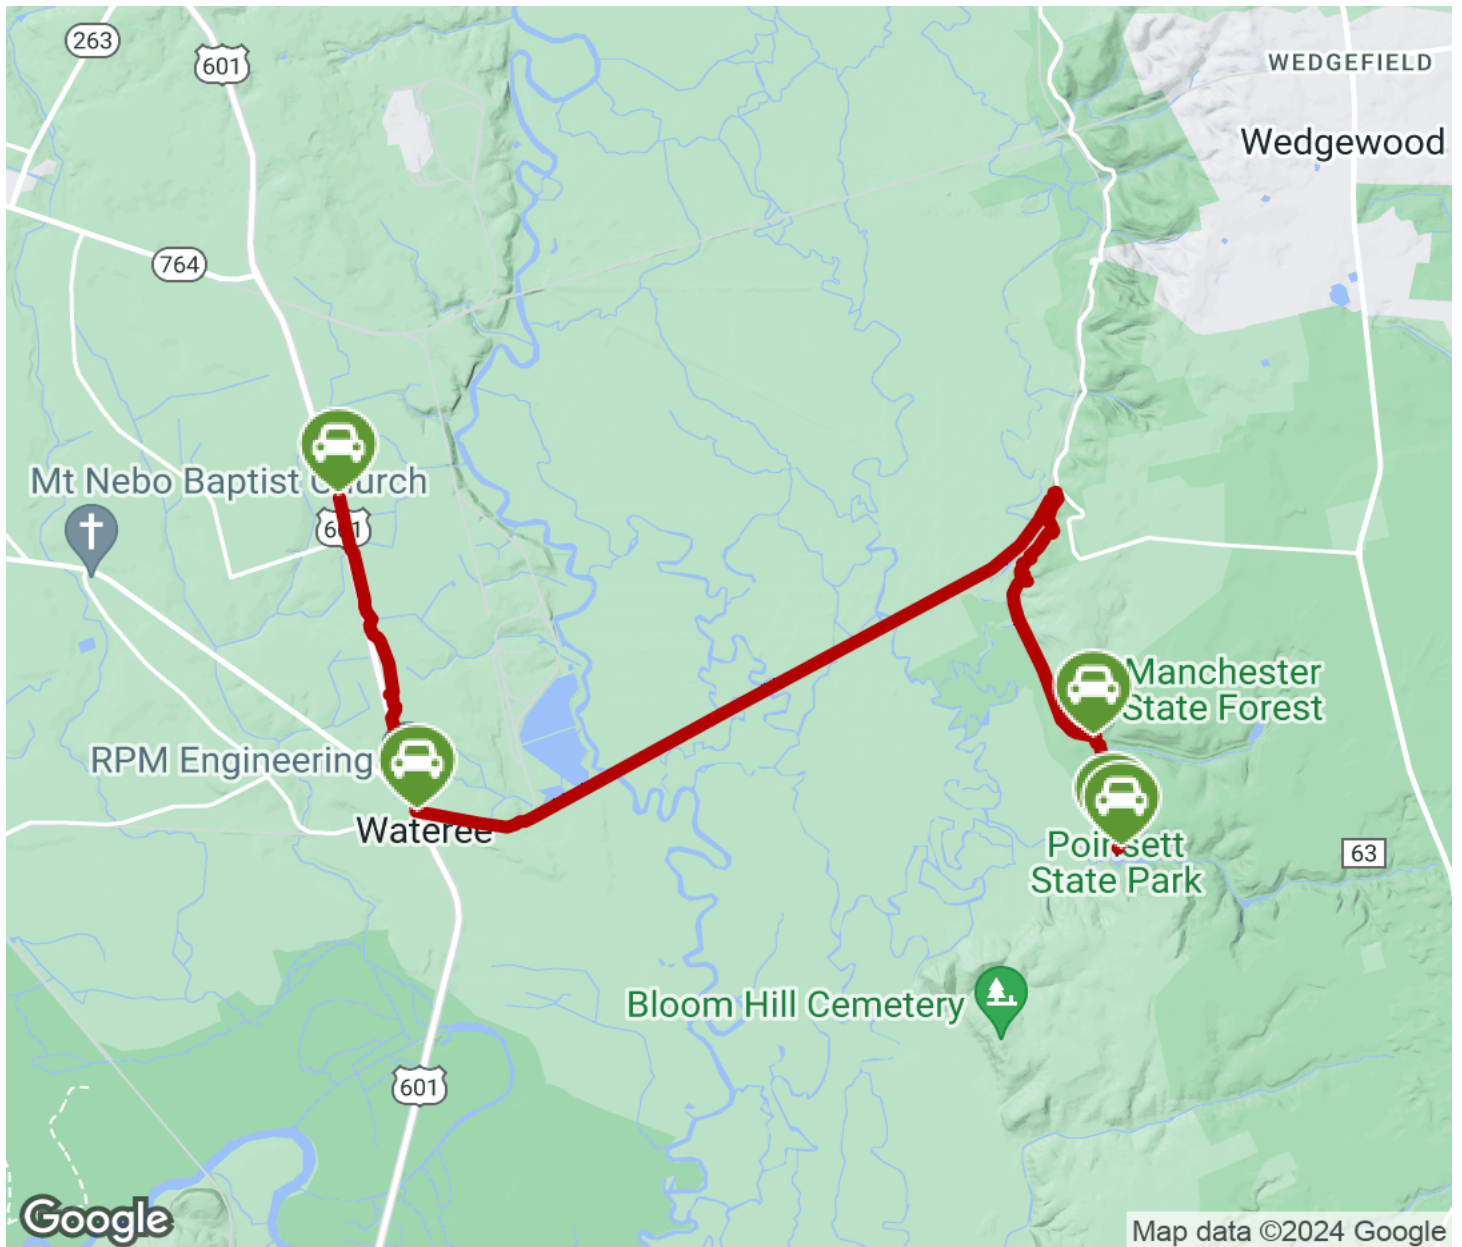 263
601
WEDGEFIELD
Wedgewood
764
Mt Nebo Baptist Church
601
Manchester
State Forest
RPM Engineering
Wateree
Poinsett
State Park
63
Bloom Hill Cemetery
601
Google
Map data ©2024 Google